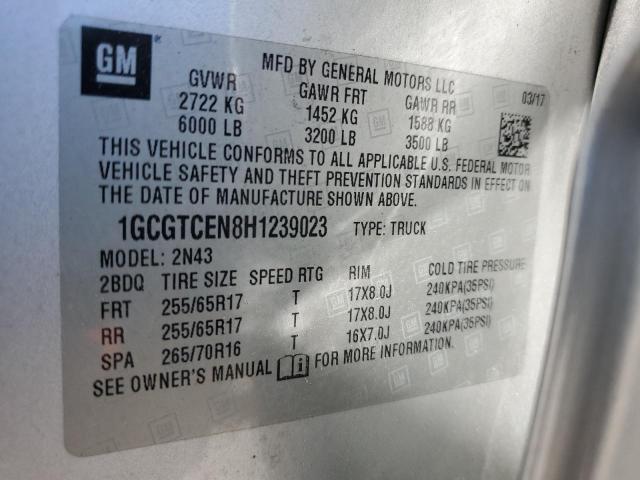 GM
MFD BY GENERAL MOTORS LLC
03/17
GVWR GAWR FRT GAWR RR
2722 KG 1452 KG 1588 KG
6000 LB 3200 LB 3500 LB
THIS VEHICLE CONFORMS TO ALL APPLICABLE U.S. FEDERAL MOTOR
VEHICLE SAFETY AND THEFT PREVENTION STANDARDS IN EFFECT ON
THE DATE OF MANUFACTURE SHOWN ABOVE.
1GCGTCEN8H1239023 TYPE: TRUCK
MODEL: 2N43
2BDQ TIRE SIZE SPEED RTG RIM COLD TIRE PRESSURE
FRT 255/65R17 T 17X8.0J 240KPA(35PSI)
RR 255/65R17 T 17X8.0J 240KPA(35PSI)
SPA 265/70R16 T 16X7.0J 240KPA(35PSI)
SEE OWNER'S MANUAL FOR MORE INFORMATION.